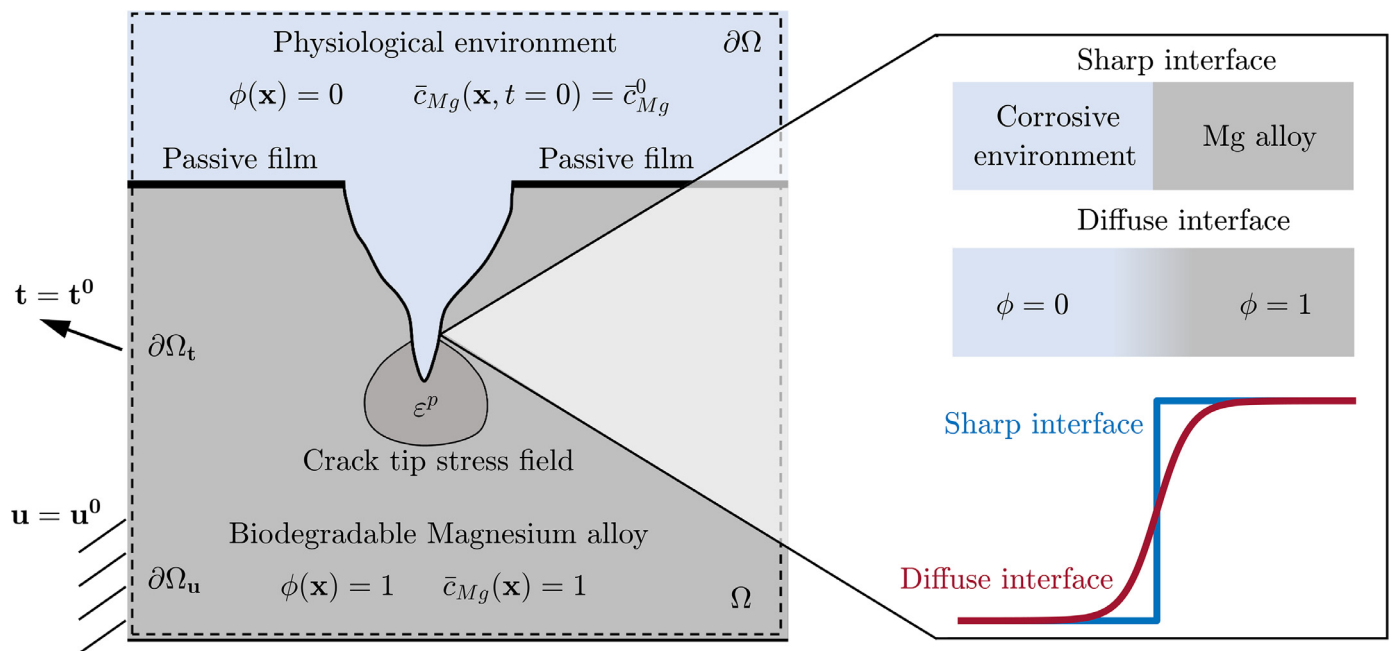 Physiological environment
∂Ω
ϕ(x) = 0
c̄_Mg(x, t = 0) = c̄⁰_Mg
Passive film
Passive film
t = t⁰
∂Ω_t
εᵖ
Crack tip stress field
u = u⁰
Biodegradable Magnesium alloy
∂Ω_u
ϕ(x) = 1
c̄_Mg(x) = 1
Ω
Sharp interface
Corrosive
environment
Mg alloy
Diffuse interface
ϕ = 0
ϕ = 1
Sharp interface
Diffuse interface